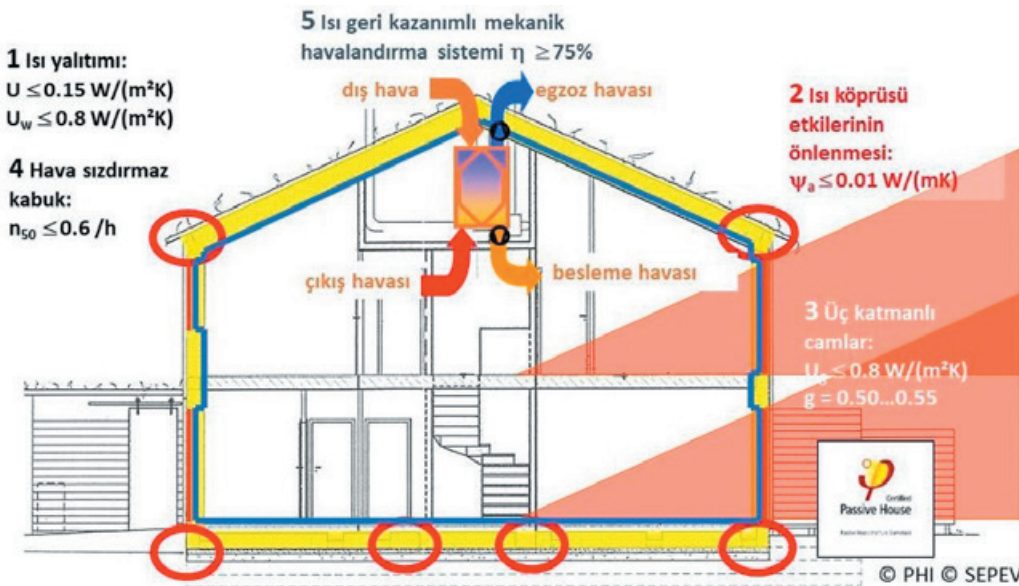 5 Isı geri kazanımlı mekanik
havalandırma sistemi η ≥75%
1 Isı yalıtımı:
U ≤0.15 W/(m²K)
Uw ≤0.8 W/(m²K)
4 Hava sızdırmaz
kabuk:
n50 ≤0.6 /h
dış hava
egzoz havası
çıkış havası
besleme havası
2 Isı köprüsü
etkilerinin
önlenmesi:
ψa ≤0.01 W/(mK)
3 Üç katmanlı
camlar:
Ug ≤0.8 W/(m²K)
g = 0.50...0.55
Certified
Passive House
© PHI © SEPEV